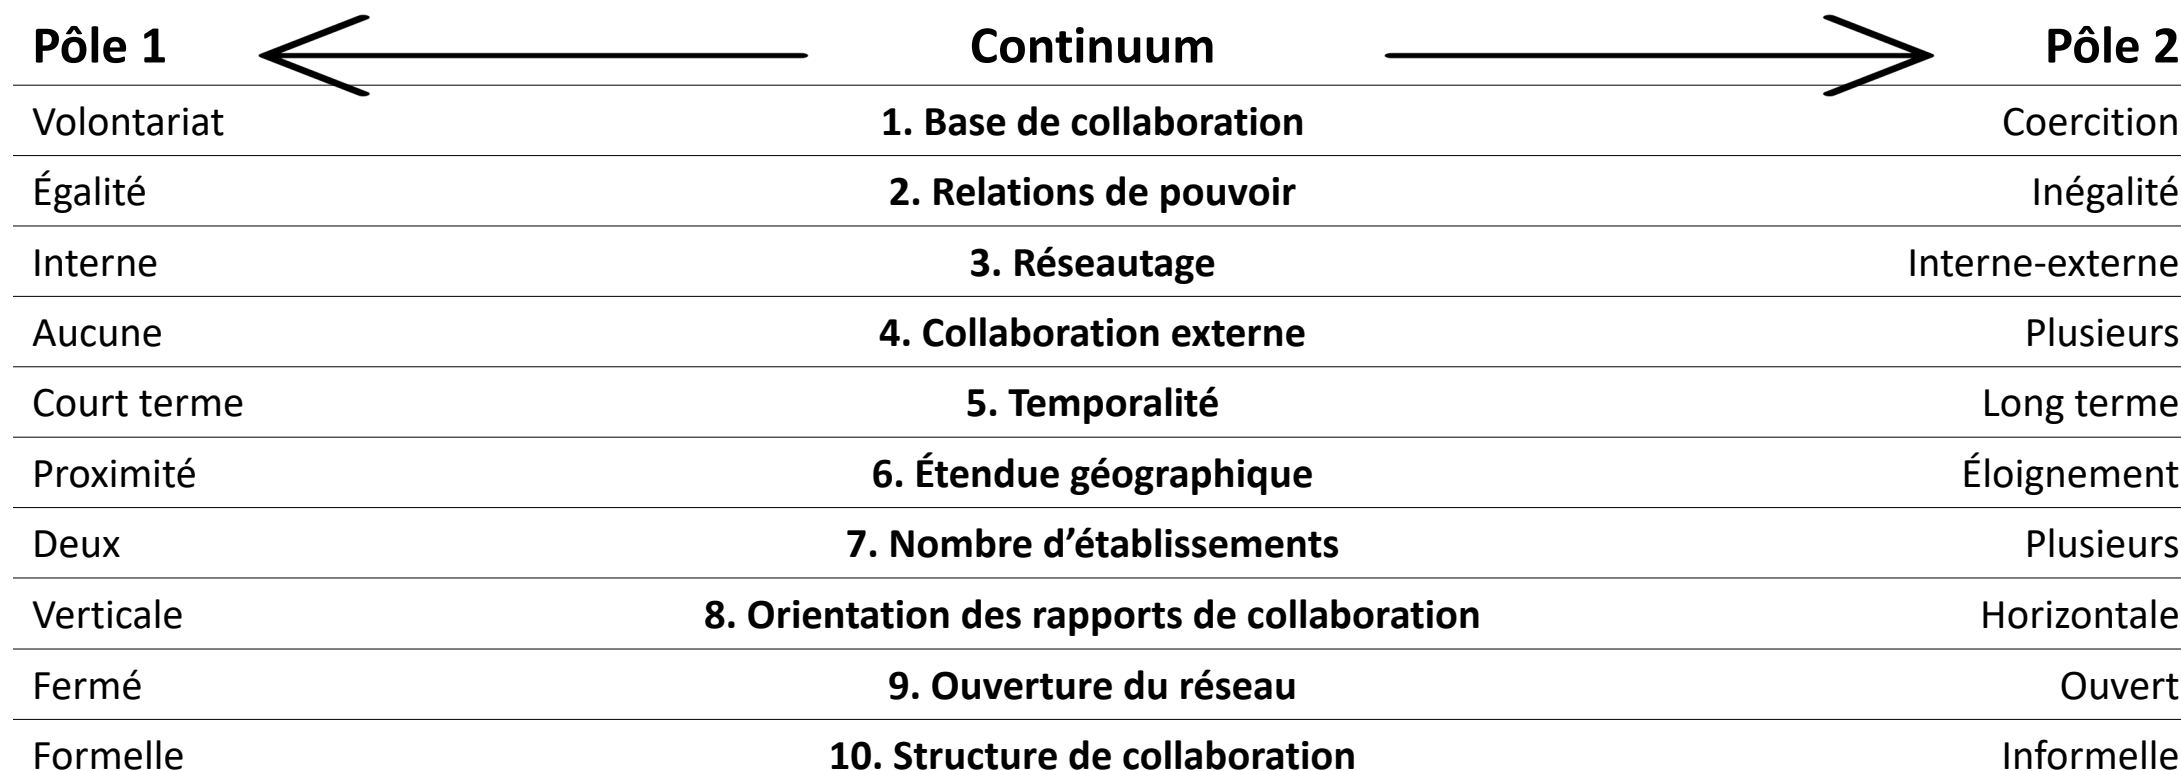 Pôle 1 Continuum Pôle 2
Volontariat 1. Base de collaboration Coercition
Égalité 2. Relations de pouvoir Inégalité
Interne 3. Réseautage Interne-externe
Aucune 4. Collaboration externe Plusieurs
Court terme 5. Temporalité Long terme
Proximité 6. Étendue géographique Éloignement
Deux 7. Nombre d’établissements Plusieurs
Verticale 8. Orientation des rapports de collaboration Horizontale
Fermé 9. Ouverture du réseau Ouvert
Formelle 10. Structure de collaboration Informelle